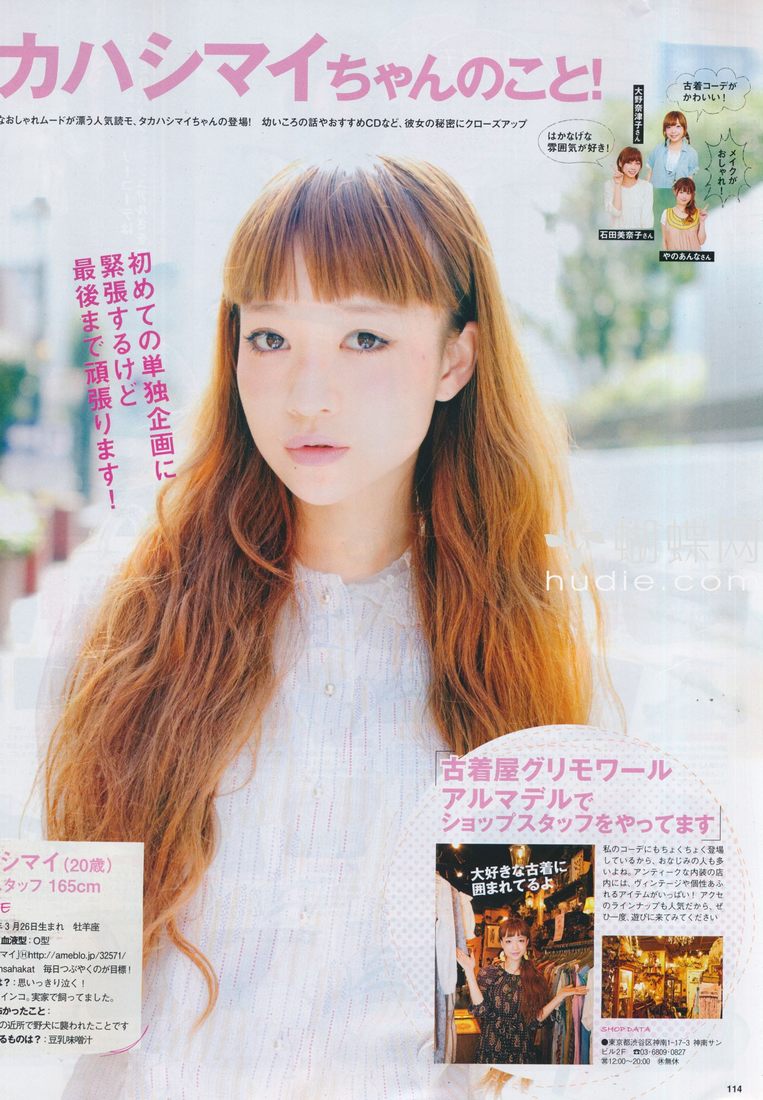 カハシマイちゃんのこと!
なおしゃれムードが漂う人気読モ、タカハシマイちゃんの登場! 幼いころの話やおすすめCDなど、彼女の秘密にクローズアップ
古着コーデが
かわいい!
大野奈津子さん
はかなげな
雰囲気が好き!
メイクが
おしゃれ!
石田美奈子さん
やのあんなさん
初めての単独企画に
緊張するけど
最後まで頑張ります!
蝴蝶网
hudie.com
「古着屋グリモワール
アルマデルで
ショップスタッフをやってます」
私のコーデにもちょくちょく登場
しているから、おなじみの人も多
いよね。アンティークな内装の店
内には、ヴィンテージや個性あふ
れるアイテムがいっぱい! アクセ
のラインナップも人気だから、ぜ
ひ一度、遊びに来てみてください
大好きな古着に
囲まれてるよ
SHOP DATA
●東京都渋谷区神南1-17-3 神南サン
ビル2F ☎03・6809・0827
営12:00~20:00 休無休
シマイ(20歳)
タッフ 165cm
E
年3月26日生まれ 牡羊座
血液型:O型
マイ」http://ameblo.jp/32571/
nsahakat 毎日つぶやくのが目標!
は?:思いっきり泣く!
インコ。実家で飼ってました。
かったこと:
の近所で野犬に襲われたことです
るものは?:豆乳味噌汁
114